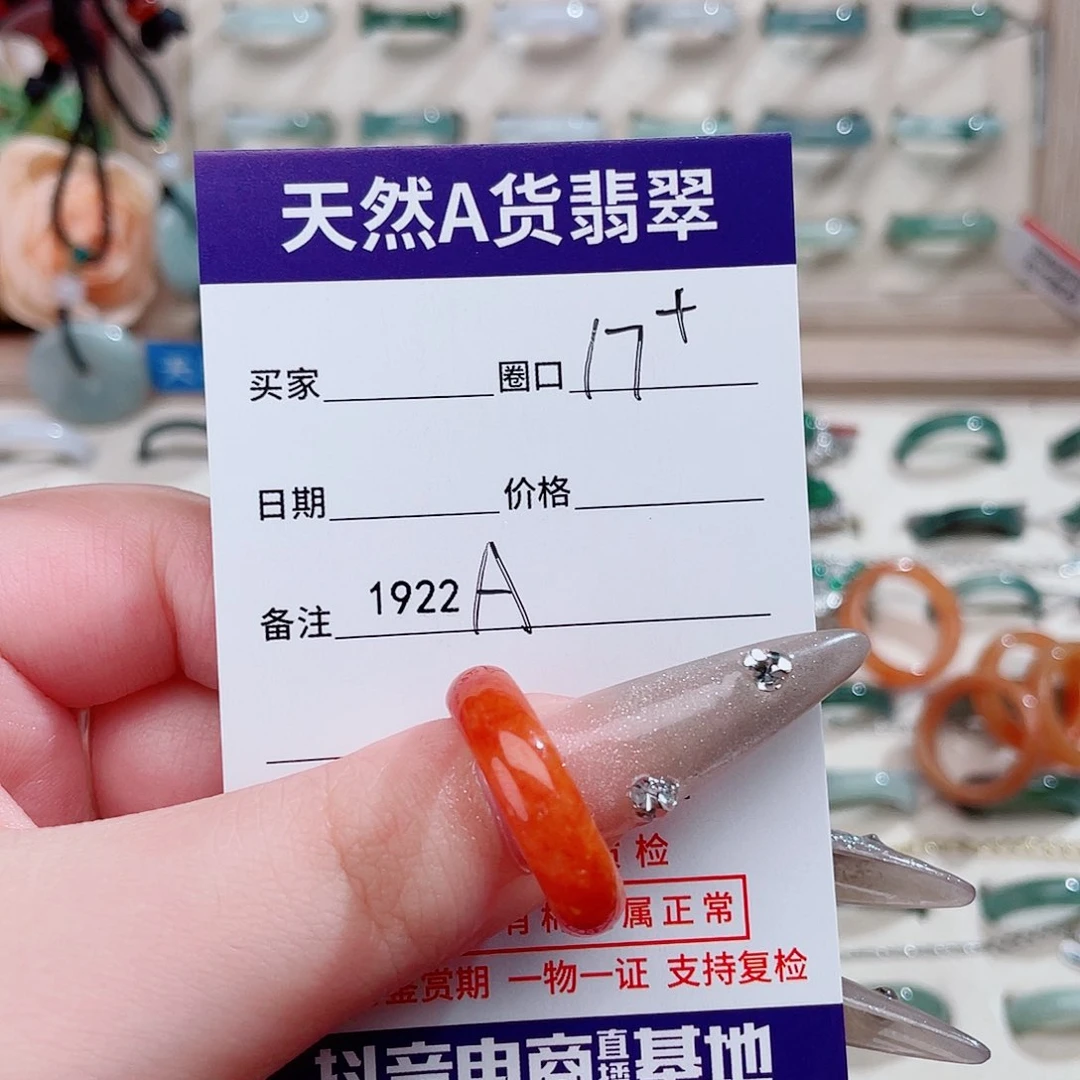 天然A货翡翠
买家 圈口 17+
日期 价格
备注 1922 A
检
属正常
鉴赏期 一物一证 支持复检
抖音电商直播基地